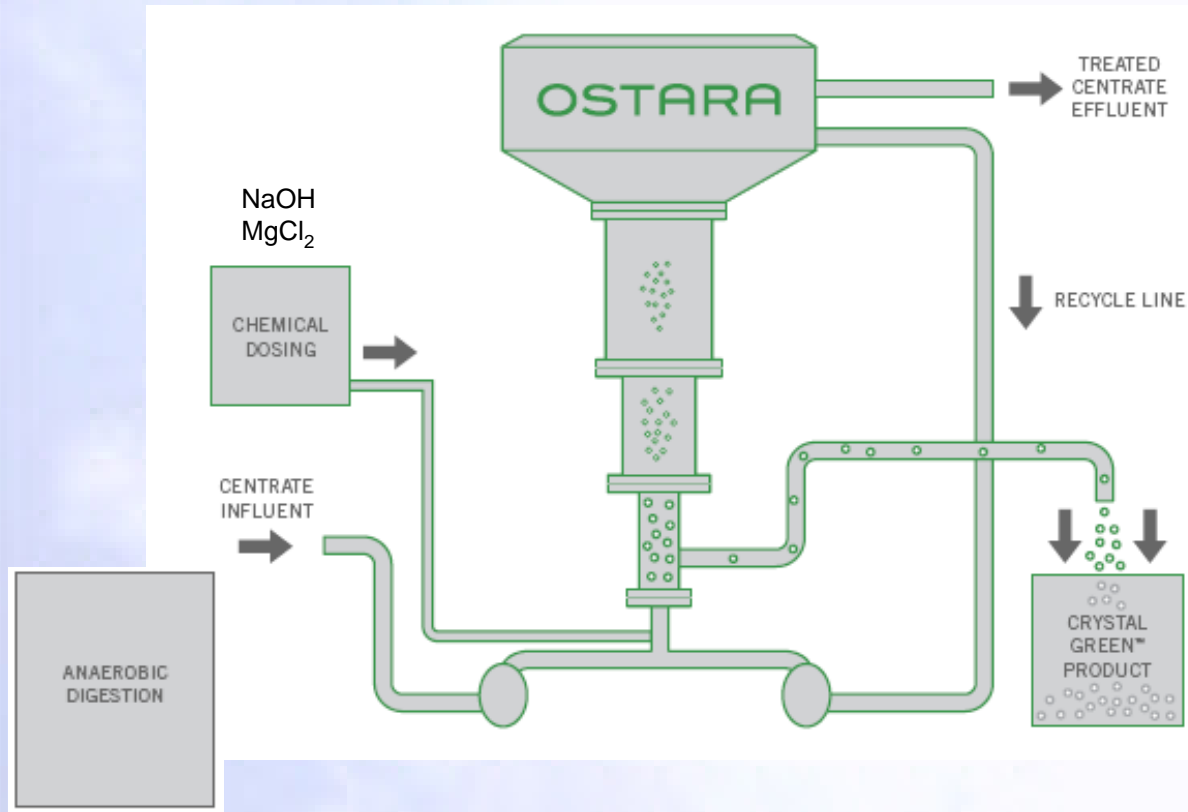 OSTARA
TREATED
CENTRATE
EFFLUENT
NaOH
MgCl₂
CHEMICAL
DOSING
RECYCLE LINE
CENTRATE
INFLUENT
ANAEROBIC
DIGESTION
CRYSTAL
GREEN™
PRODUCT